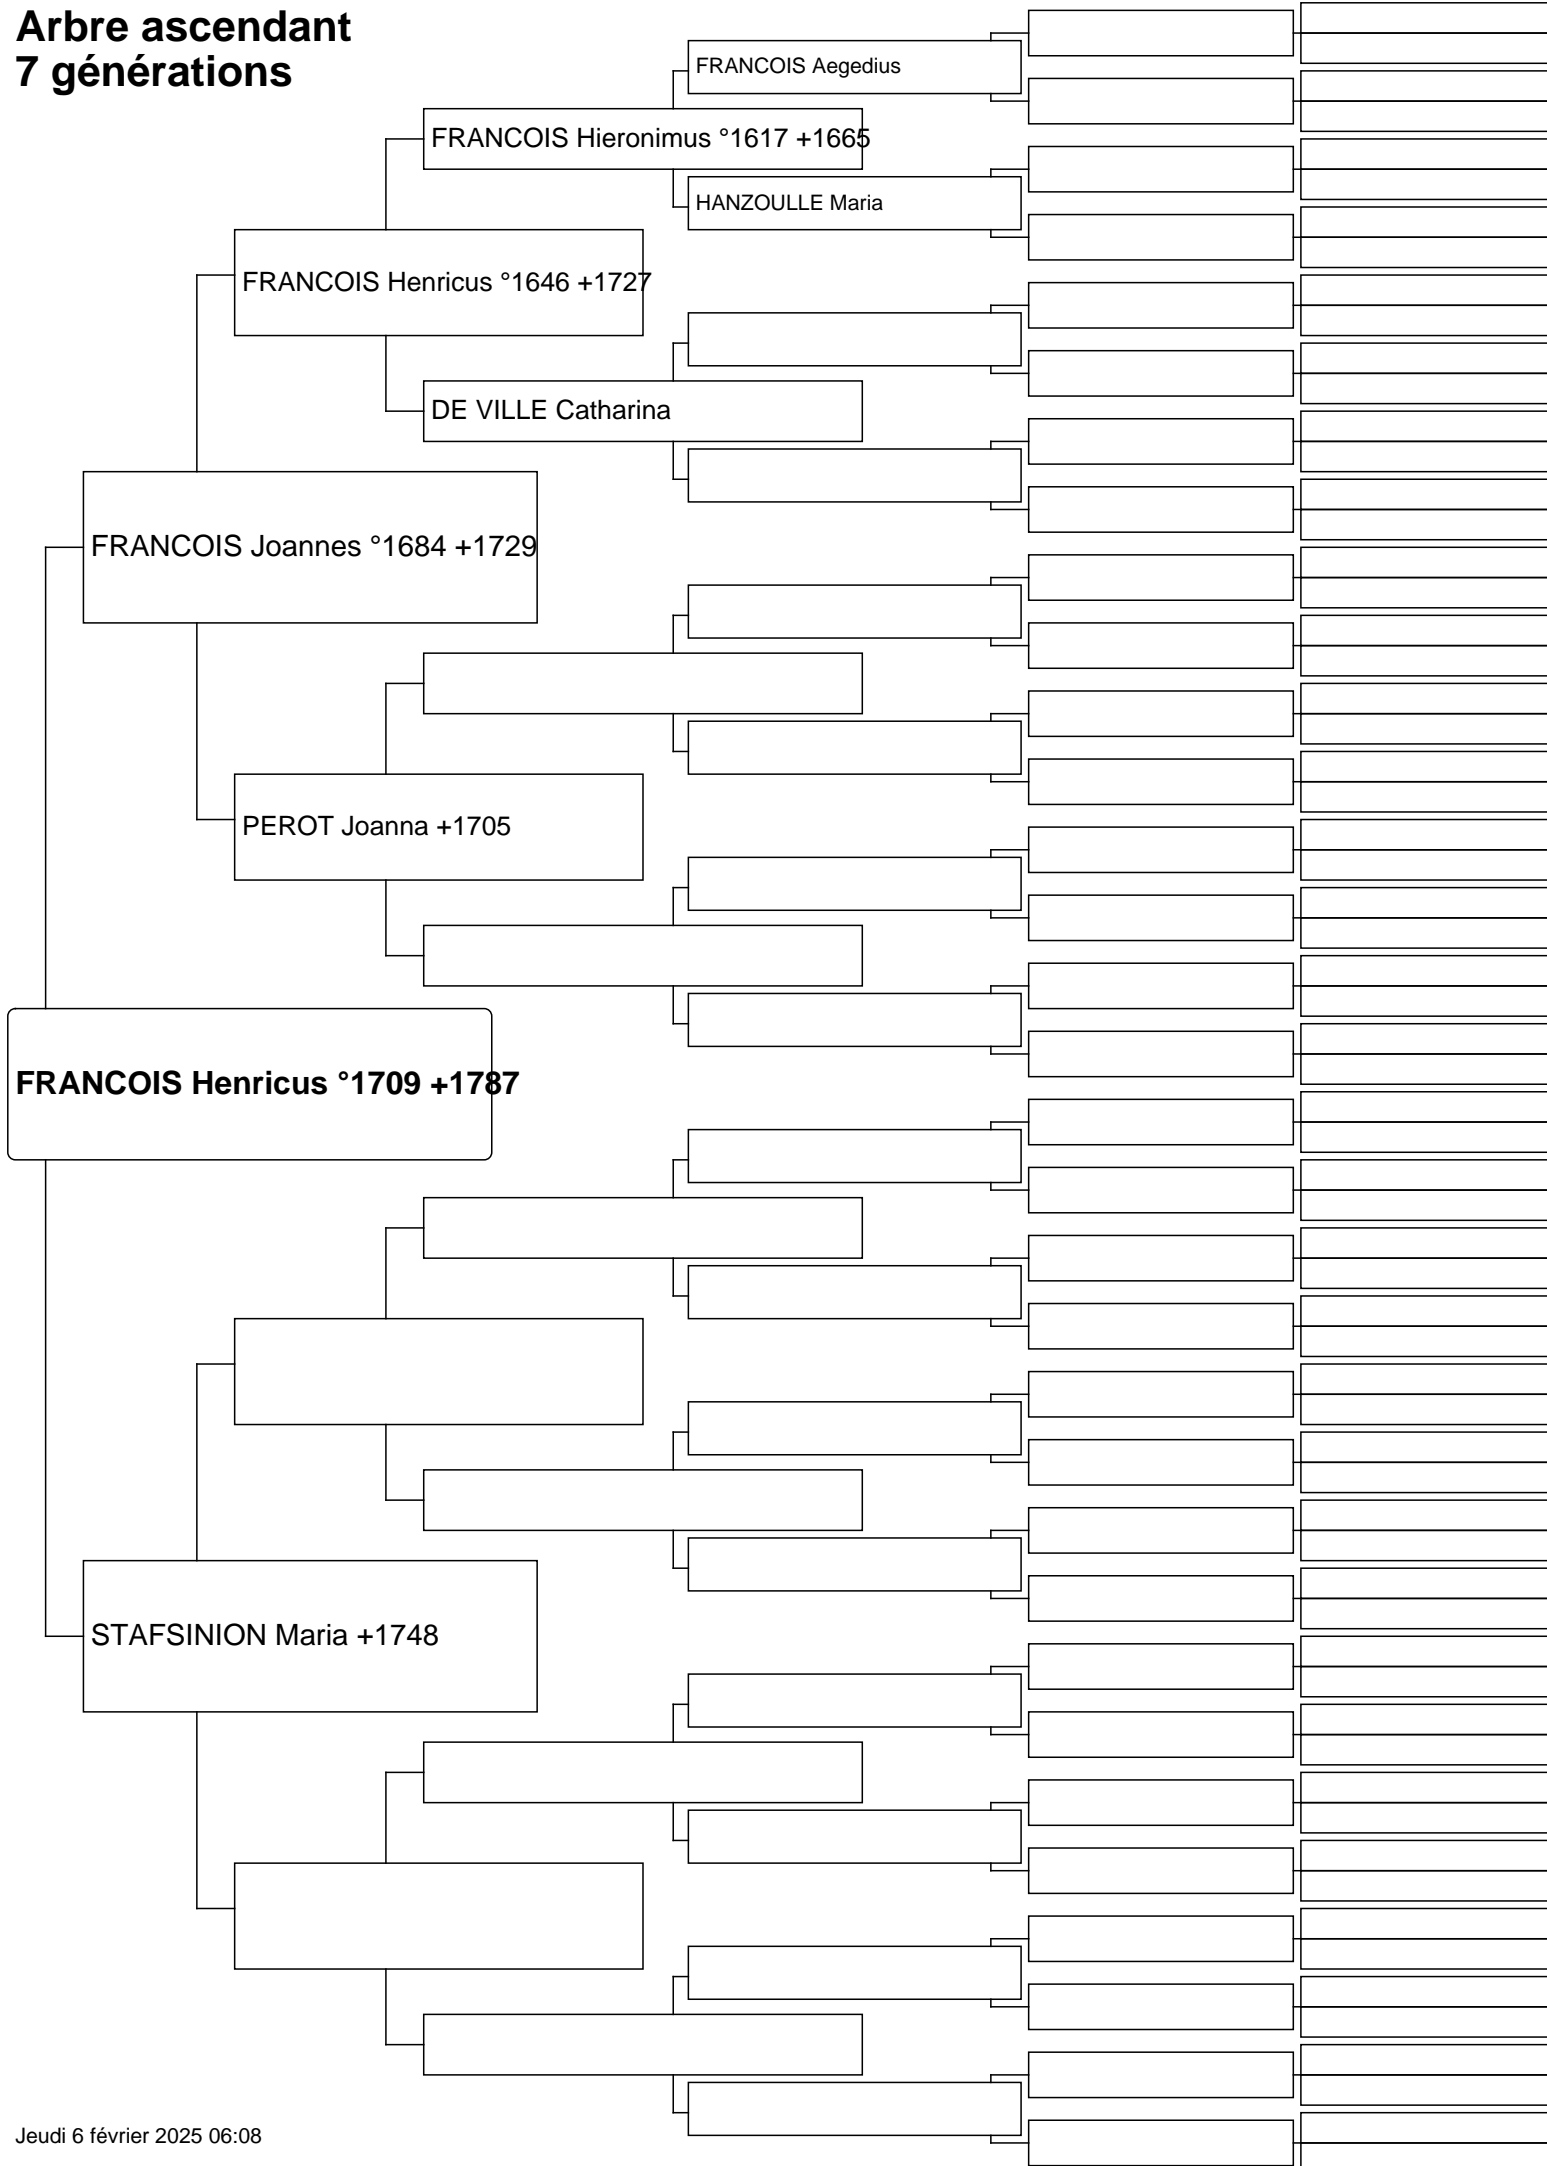 Arbre ascendant
7 générations
FRANCOIS Aegedius
FRANCOIS Hieronimus °1617 +1665
HANZOULLE Maria
FRANCOIS Henricus °1646 +1727
DE VILLE Catharina
FRANCOIS Joannes °1684 +1729
PEROT Joanna +1705
FRANCOIS Henricus °1709 +1787
STAFSINION Maria +1748
Jeudi 6 février 2025 06:08